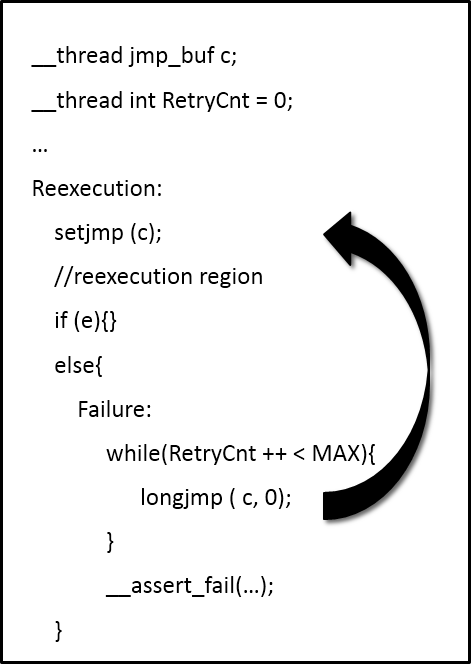 __thread jmp_buf c;
__thread int RetryCnt = 0;
…
Reexecution:
setjmp (c);
//reexecution region
if (e){}
else{
Failure:
while(RetryCnt ++ < MAX){
longjmp ( c, 0);
}
__assert_fail(…);
}